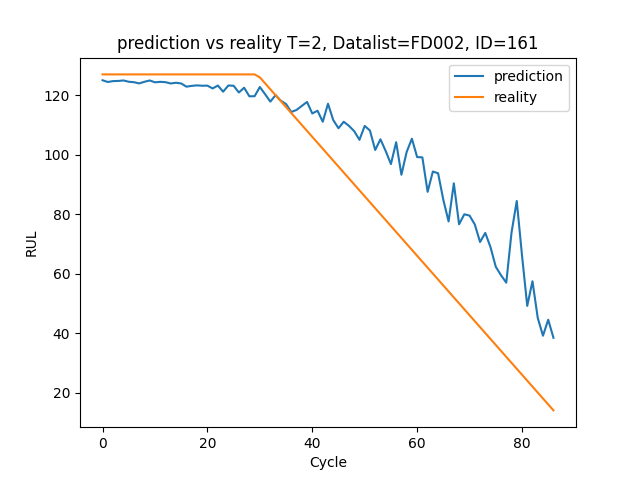 prediction vs reality T=2, Datalist=FD002, ID=161
prediction
reality
RUL
120
100
80
60
40
20
0 20 40 60 80
Cycle